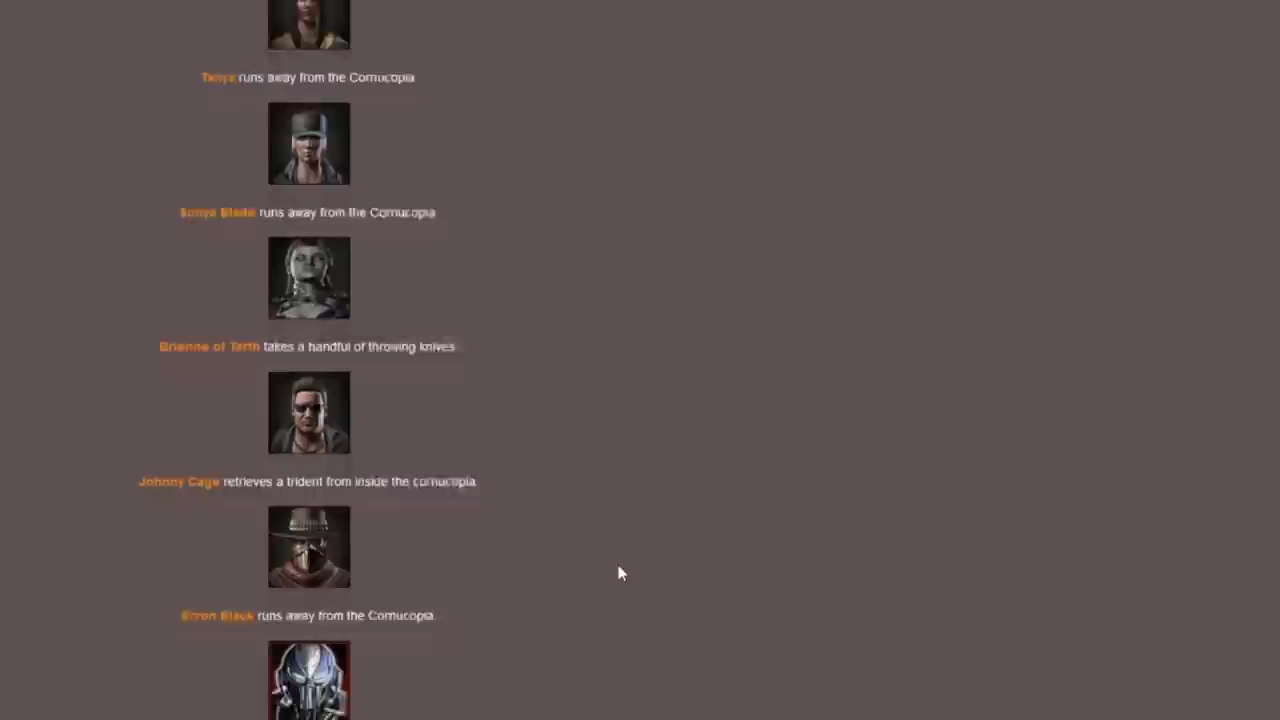 Tanya runs away from the Cornucopia
Sonya Blade runs away from the Cornucopia
Brienne of Tarth takes a handful of throwing knives
Johnny Cage retrieves a trident from inside the cornucopia
Erron Black runs away from the Cornucopia.